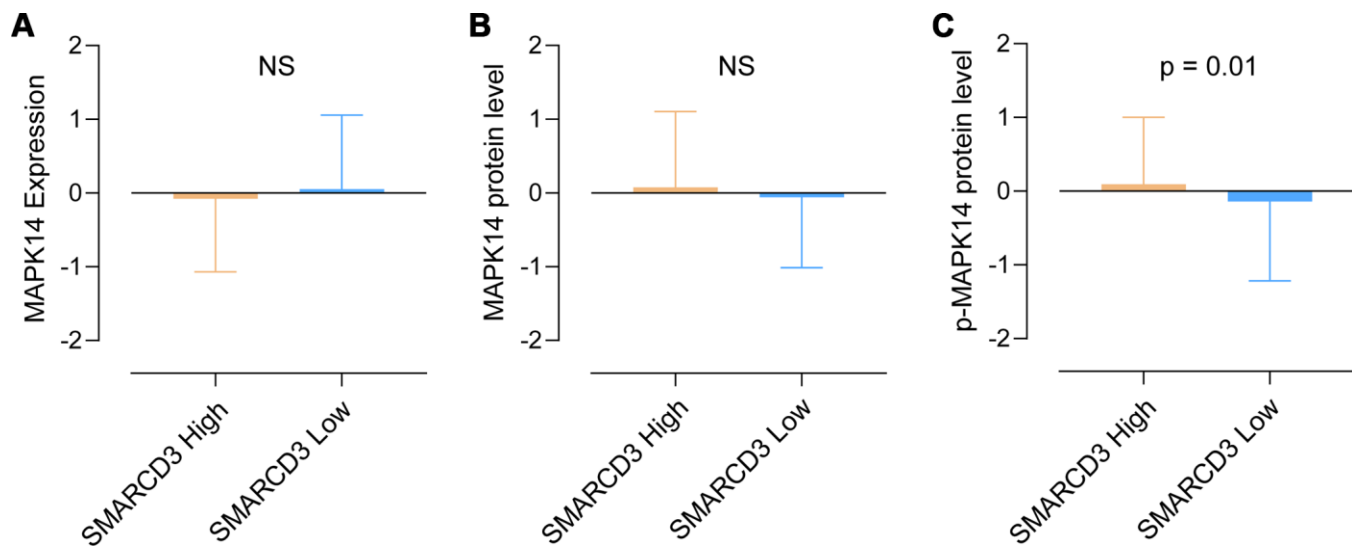 A
MAPK14 Expression
2
1
0
-1
-2
NS
SMARCD3 High
SMARCD3 Low
B
MAPK14 protein level
2
1
0
-1
-2
NS
SMARCD3 High
SMARCD3 Low
C
p-MAPK14 protein level
2
1
0
-1
-2
p = 0.01
SMARCD3 High
SMARCD3 Low